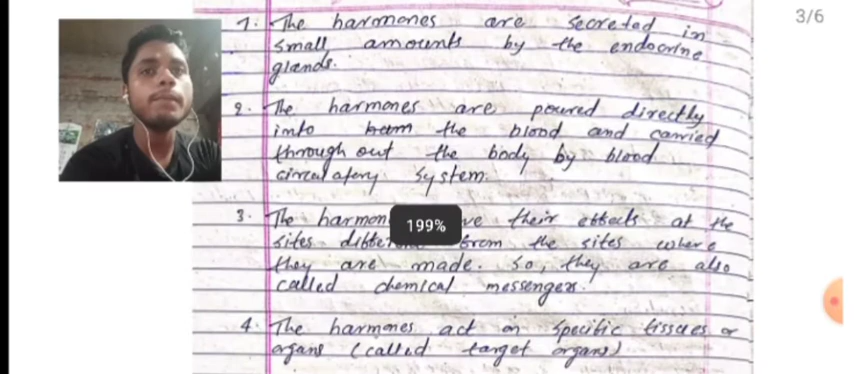 3/6
1. The harmones are secreted in
small amounts by the endocrine
glands.
2. The harmones are poured directly
into the blood and carried
through out the body by blood
circulatory system.
3. The harmon ve their effects at the
sites from the sites where
they are made. So, they are also
called chemical messenger.
199%
4. The harmones act on specific tissues or
organs (called target organs)